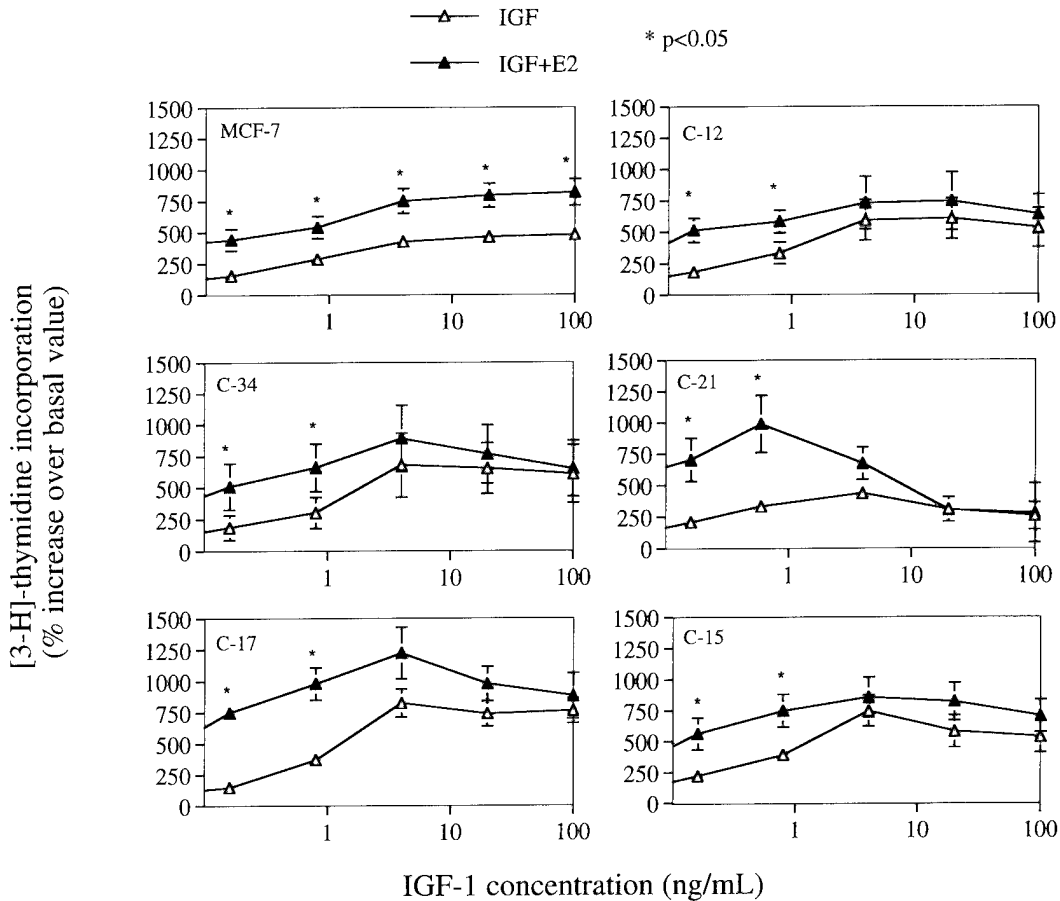 IGF
IGF+E2
* p<0.05
[3-H]-thymidine incorporation
(% increase over basal value)
MCF-7
1500
1250
1000
750
500
250
0
* * * * *
1 10 100
C-12
1500
1250
1000
750
500
250
0
* *
1 10 100
C-34
1500
1250
1000
750
500
250
0
* *
1 10 100
C-21
1500
1250
1000
750
500
250
0
* *
1 10 100
C-17
1500
1250
1000
750
500
250
0
* *
1 10 100
C-15
1500
1250
1000
750
500
250
0
* *
1 10 100
IGF-1 concentration (ng/mL)